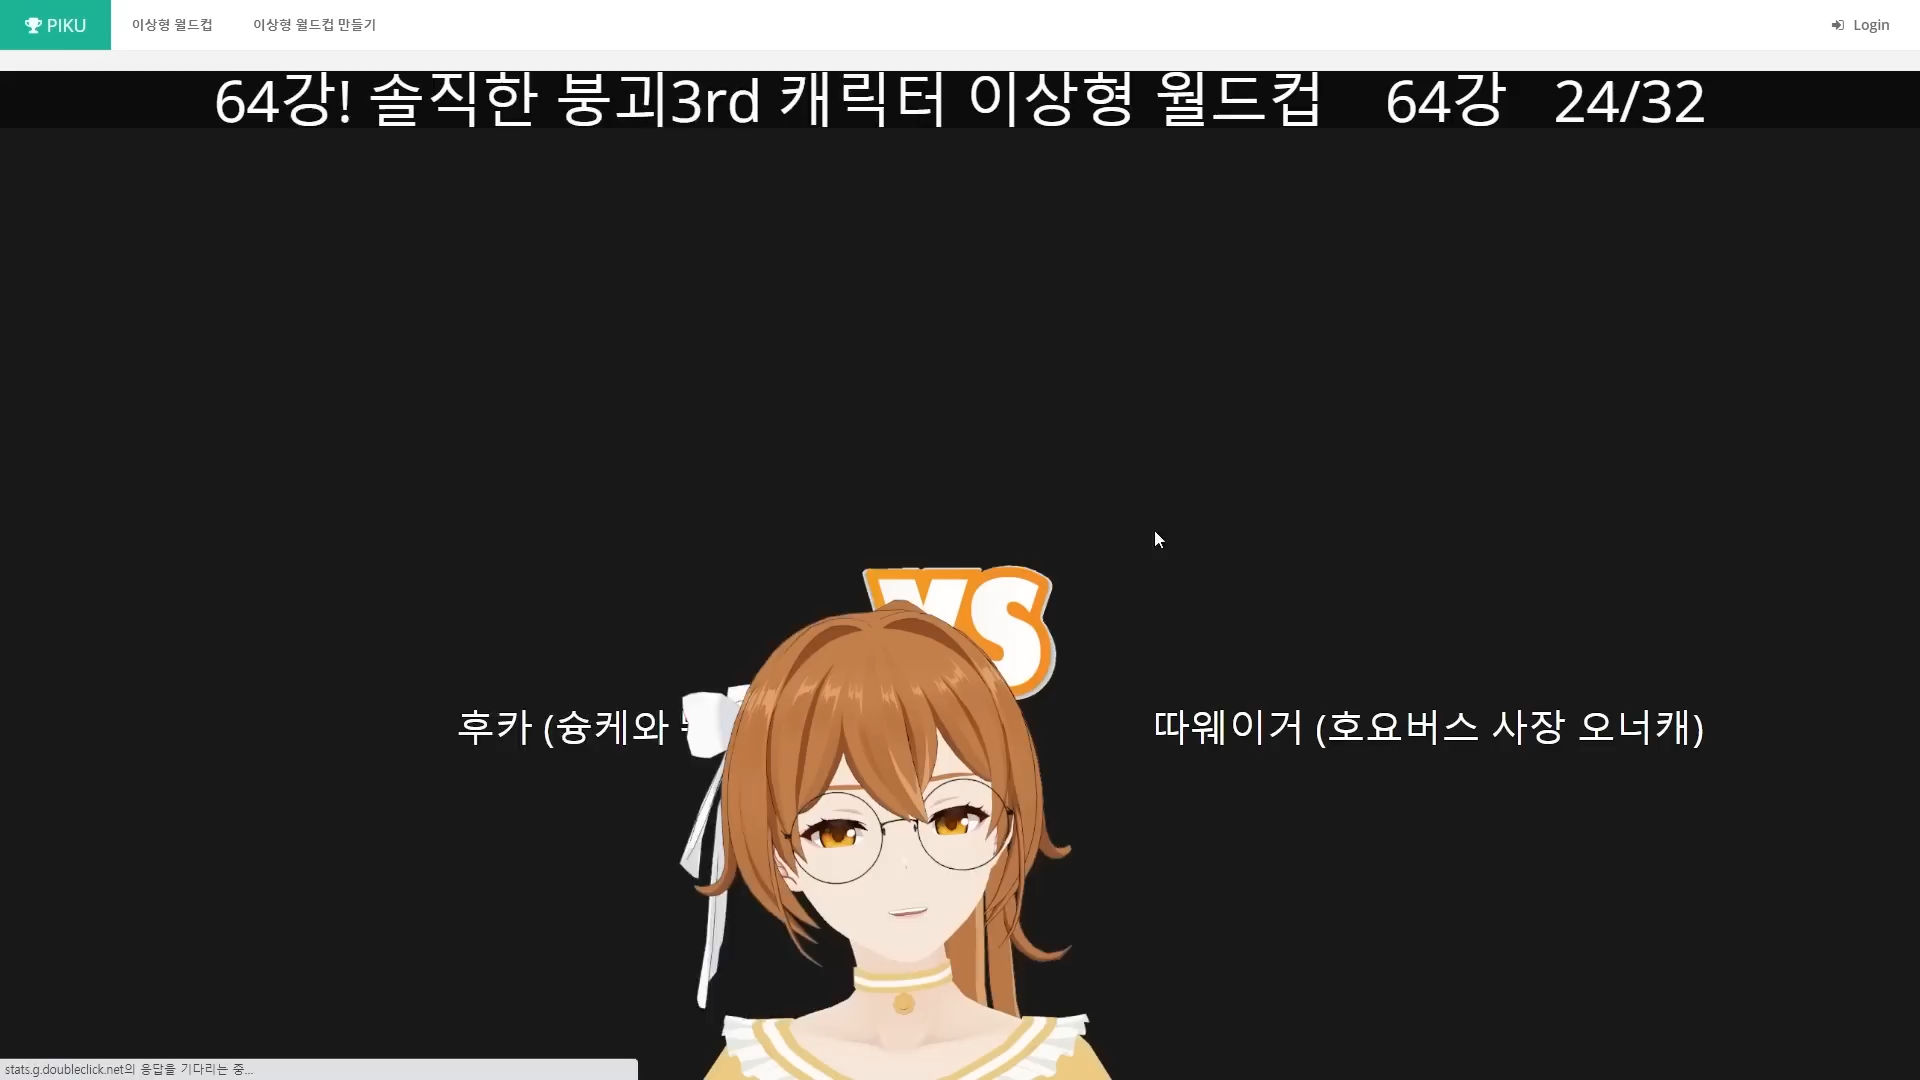 PIKU 이상형 월드컵 이상형 월드컵 만들기 Login
64강! 솔직한 붕괴3rd 캐릭터 이상형 월드컵 64강 24/32
VS
후카 (슝케와 따웨이거 (호요버스 사장 오너캐)
stats.g.doubleclick.net의 응답을 기다리는 중...